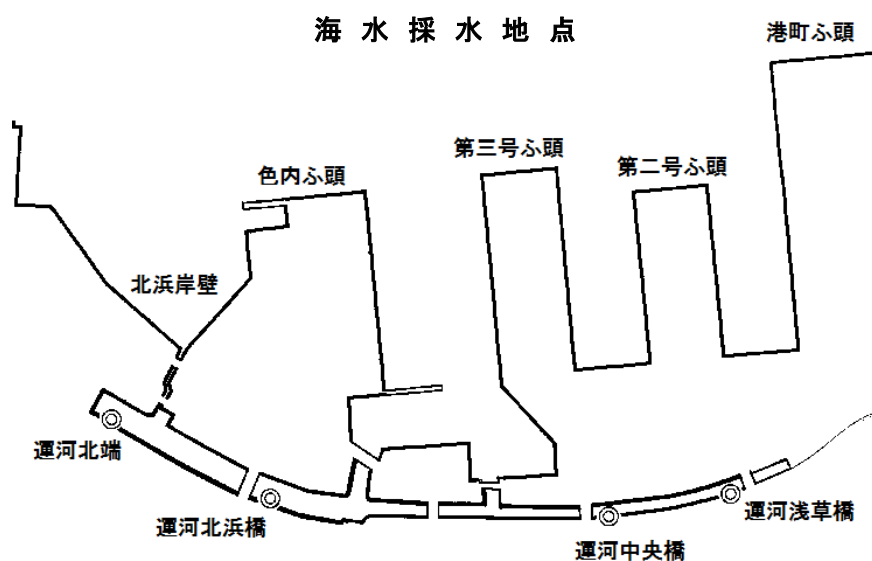 海水採水地点
港町ふ頭
第三号ふ頭
第二号ふ頭
色内ふ頭
北浜岸壁
運河北端
運河北浜橋
運河浅草橋
運河中央橋